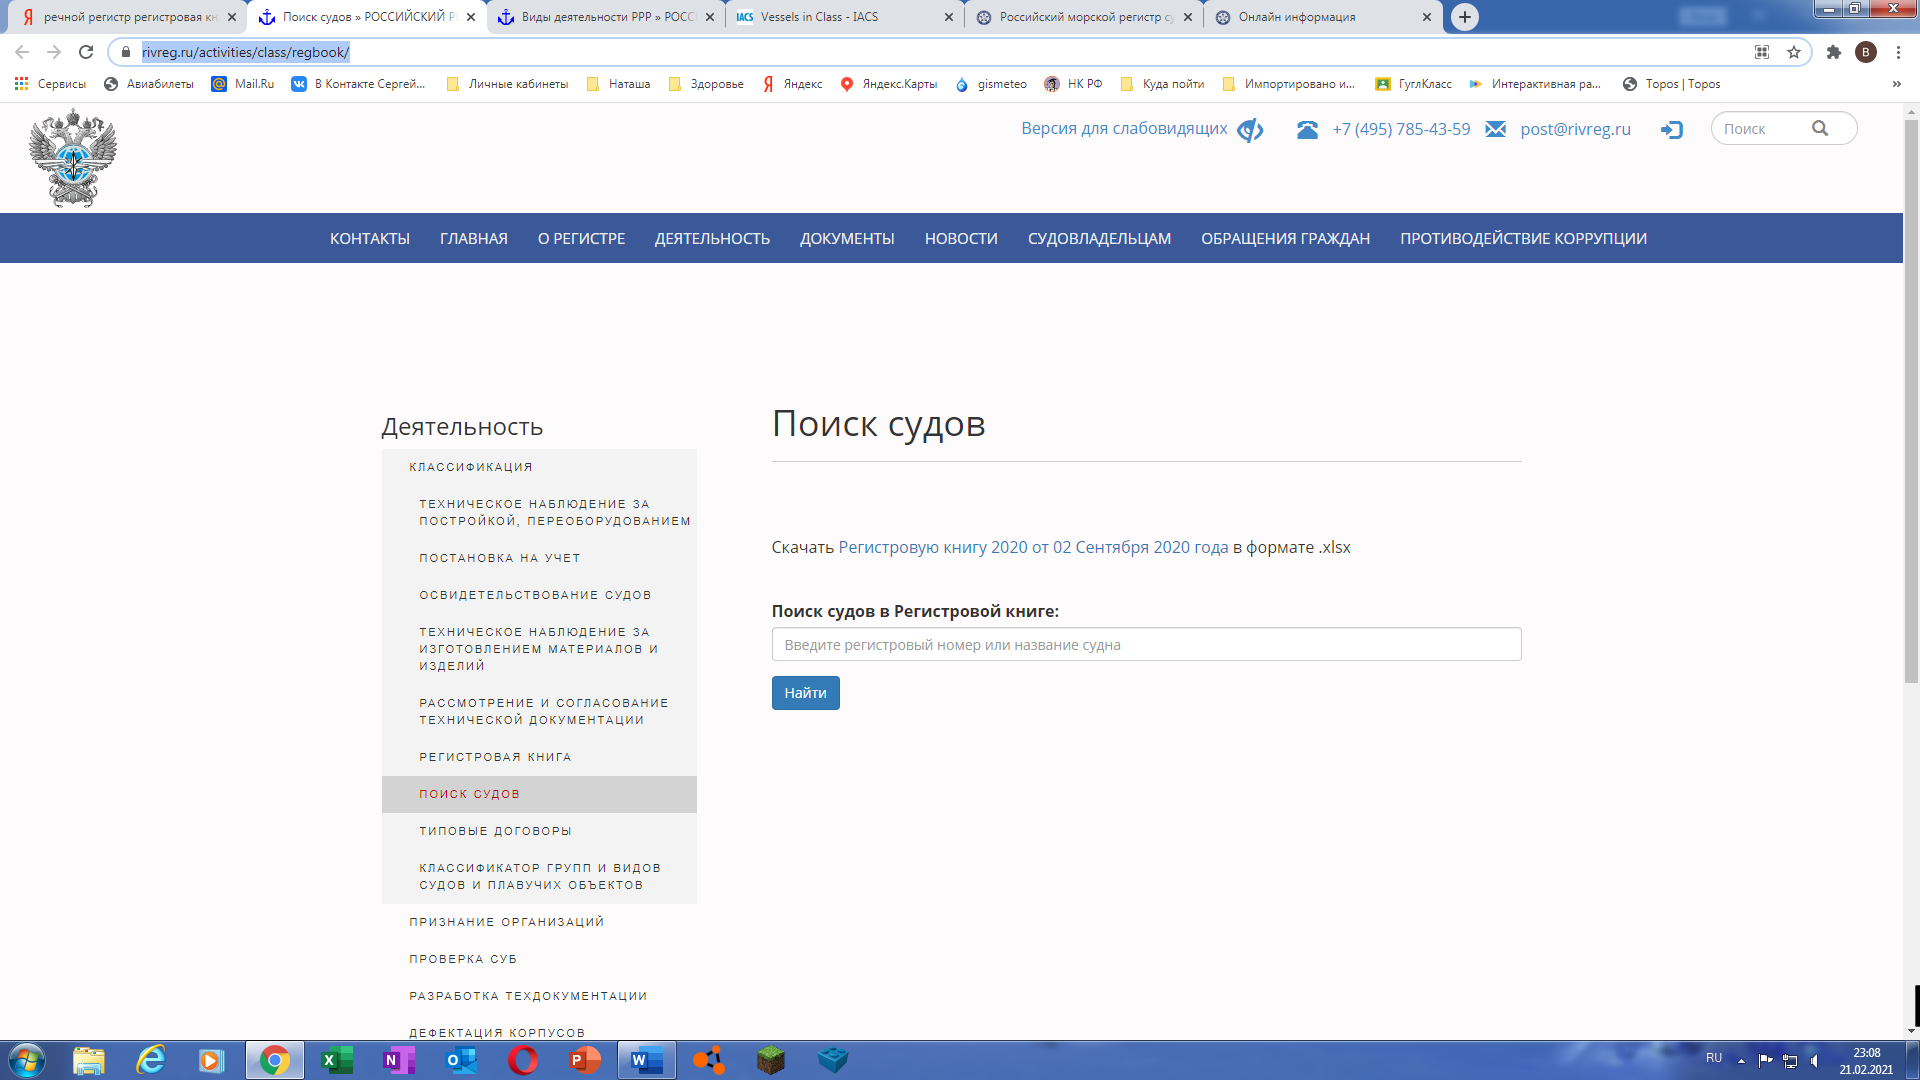 речной регистр регистровая кн
Поиск судов » РОССИЙСКИЙ Р
Виды деятельности РРР » РОСС
IACS Vessels in Class - IACS
Российский морской регистр су
Онлайн информация
rivreg.ru/activities/class/regbook/
B
Сервисы
Авиабилеты
Mail.Ru
В Контакте Сергей...
Личные кабинеты
Наташа
Здоровье
Яндекс
Яндекс.Карты
gismeteo
НК РФ
Куда пойти
Импортировано и...
ГуглКласс
Интерактивная ра...
Topos | Topos
»
Версия для слабовидящих
+7 (495) 785-43-59
post@rivreg.ru
Поиск
КОНТАКТЫ ГЛАВНАЯ О РЕГИСТРЕ ДЕЯТЕЛЬНОСТЬ ДОКУМЕНТЫ НОВОСТИ СУДОВЛАДЕЛЬЦАМ ОБРАЩЕНИЯ ГРАЖДАН ПРОТИВОДЕЙСТВИЕ КОРРУПЦИИ
Деятельность
КЛАССИФИКАЦИЯ
ТЕХНИЧЕСКОЕ НАБЛЮДЕНИЕ ЗА
ПОСТРОЙКОЙ, ПЕРЕОБОРУДОВАНИЕМ
ПОСТАНОВКА НА УЧЕТ
ОСВИДЕТЕЛЬСТВОВАНИЕ СУДОВ
ТЕХНИЧЕСКОЕ НАБЛЮДЕНИЕ ЗА
ИЗГОТОВЛЕНИЕМ МАТЕРИАЛОВ И
ИЗДЕЛИЙ
РАССМОТРЕНИЕ И СОГЛАСОВАНИЕ
ТЕХНИЧЕСКОЙ ДОКУМЕНТАЦИИ
РЕГИСТРОВАЯ КНИГА
ПОИСК СУДОВ
ТИПОВЫЕ ДОГОВОРЫ
КЛАССИФИКАТОР ГРУПП И ВИДОВ
СУДОВ И ПЛАВУЧИХ ОБЪЕКТОВ
ПРИЗНАНИЕ ОРГАНИЗАЦИЙ
ПРОВЕРКА СУБ
РАЗРАБОТКА ТЕХДОКУМЕНТАЦИИ
ДЕФЕКТАЦИЯ КОРПУСОВ
Поиск судов
Скачать Регистровую книгу 2020 от 02 Сентября 2020 года в формате .xlsx
Поиск судов в Регистровой книге:
Введите регистровый номер или название судна
Найти
RU
23:08
21.02.2021